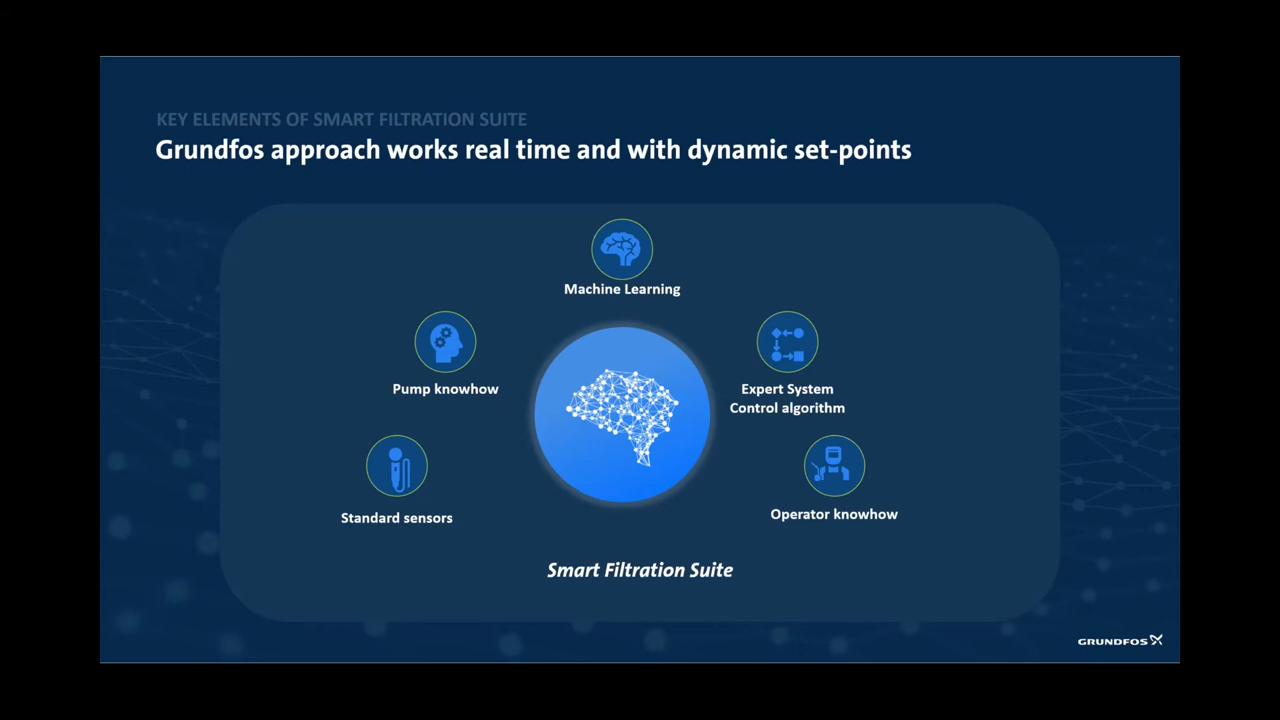 KEY ELEMENTS OF SMART FILTRATION SUITE
Grundfos approach works real time and with dynamic set-points
Machine Learning
Pump knowhow
Expert System
Control algorithm
Standard sensors
Operator knowhow
Smart Filtration Suite
GRUNDFOS